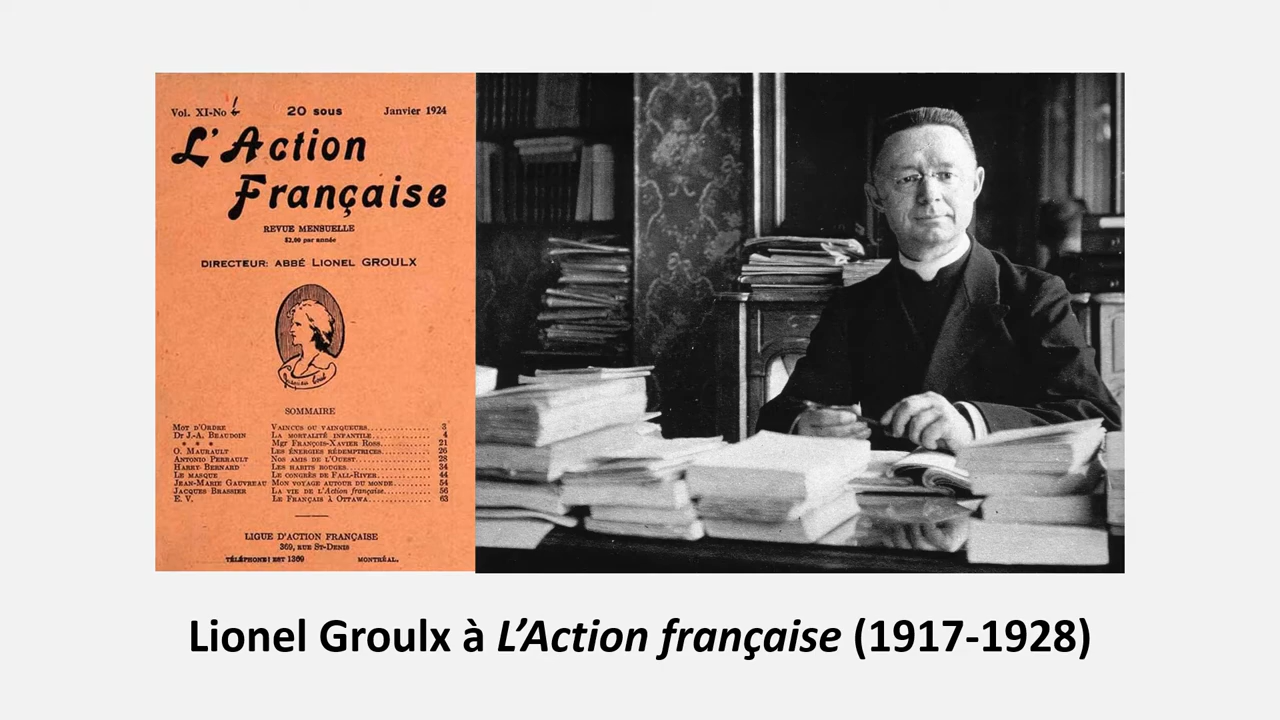 Vol. XI-No 6
20 sous
Janvier 1924
L'Action
Française
REVUE MENSUELLE
$2.00 par année
DIRECTEUR: ABBÉ LIONEL GROULX
SOMMAIRE
MOT D'ORDRE VAINCUS OU VAINQUEURS.................. 3
DR J.-A. BEAUDOIN LA MORTALITÉ INFANTILE................ 4
* * * Mgr FRANÇOIS-XAVIER ROSS............. 21
O. MAURAULT LES ÉNERGIES RÉDEMPTRICES............ 26
ANTONIO PERRAULT NOS AMIS DE L'OUEST.................... 28
HARRY BERNARD LES HABITS ROUGES...................... 34
LE MASQUE LE CONGRÈS DE FALL-RIVER.............. 44
JEAN-MARIE GAUVREAU MON VOYAGE AUTOUR DU MONDE.......... 54
JACQUES BRASSIER LA VIE DE L'Action française............ 56
E. V. LE FRANÇAIS À OTTAWA.................. 63
LIGUE D'ACTION FRANÇAISE
369, RUE ST-DENIS
TÉLÉPHONE: EST 1369
MONTRÉAL.
Lionel Groulx à L'Action française (1917-1928)